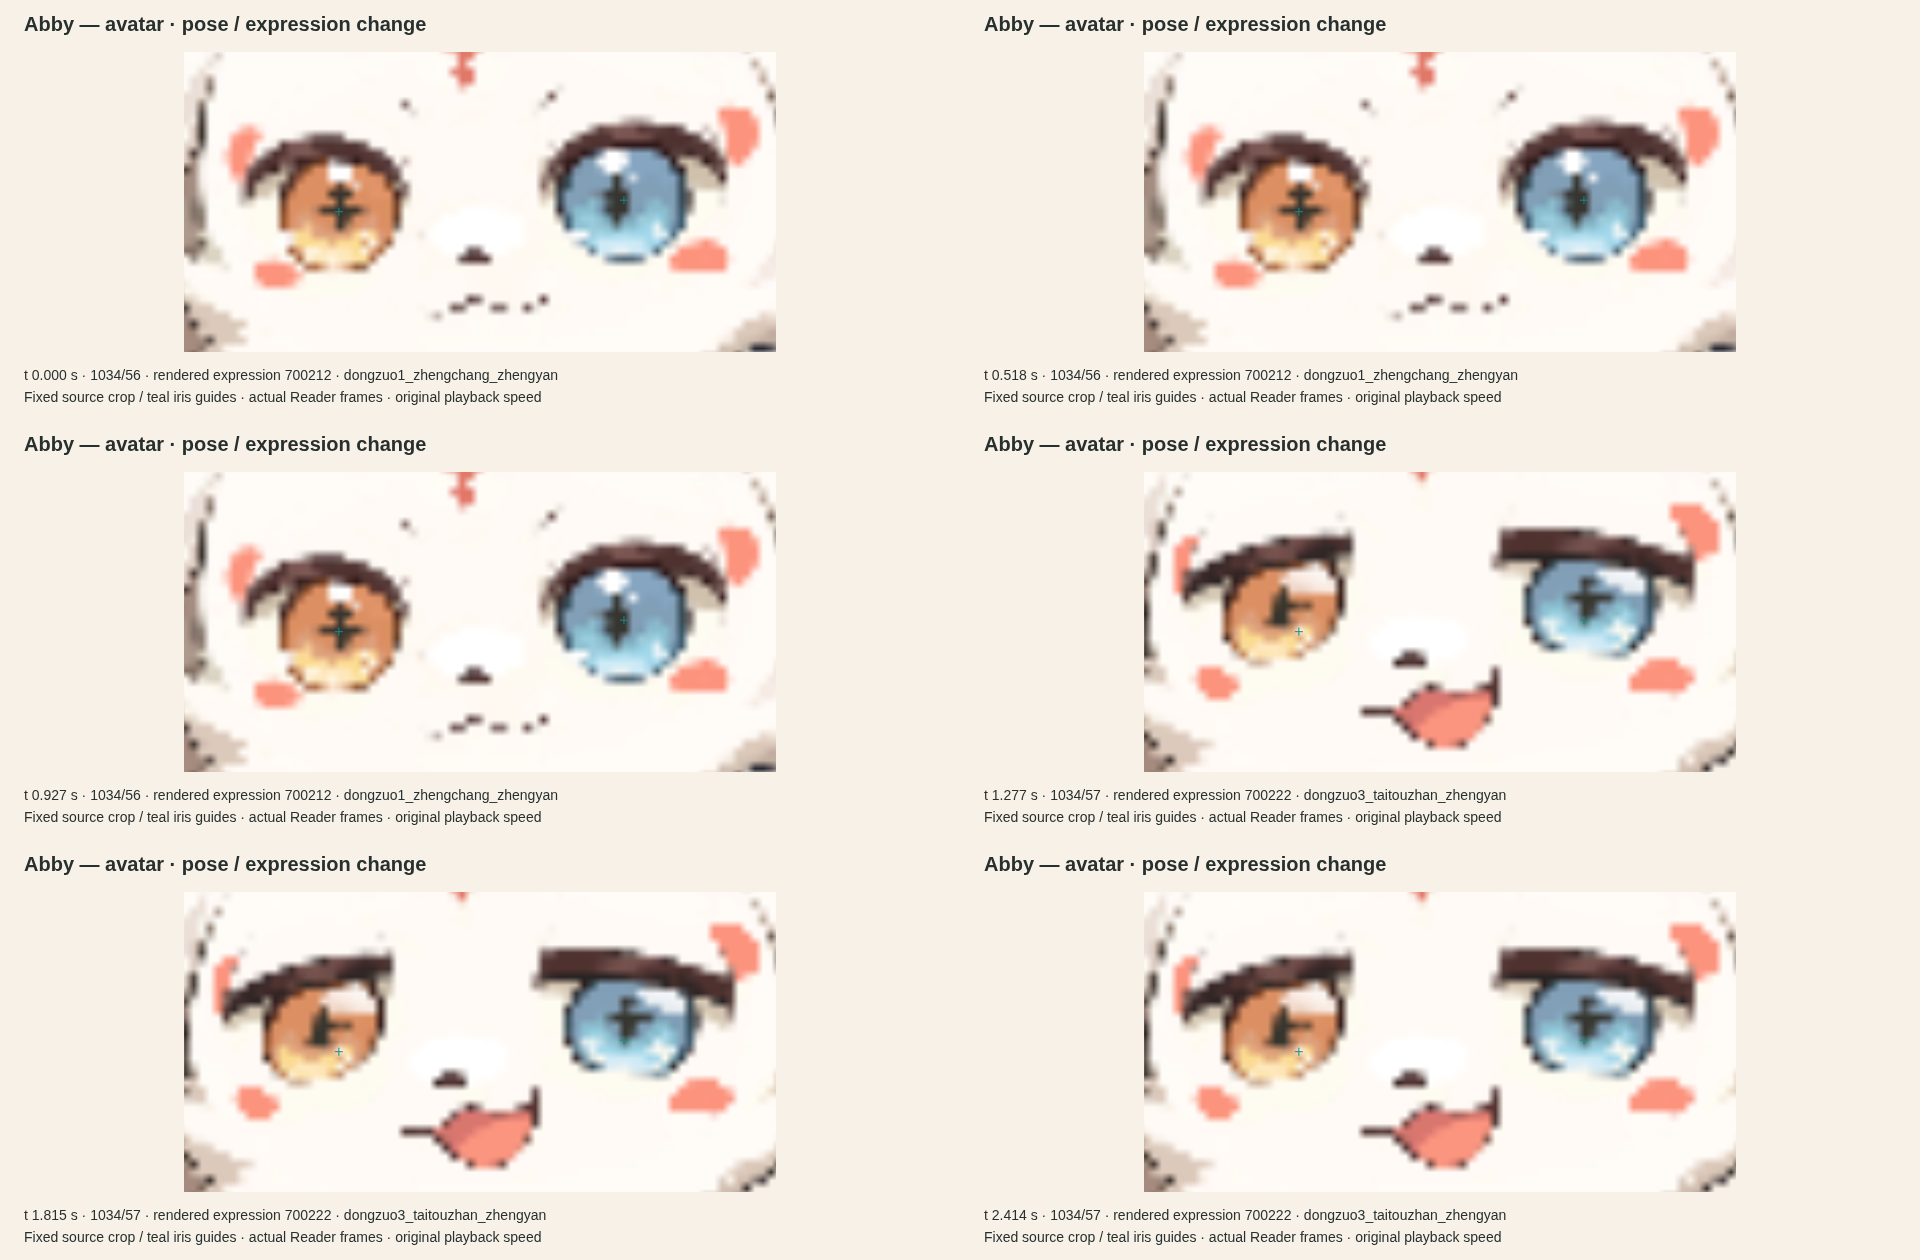 Abby — avatar · pose / expression change
t 0.000 s · 1034/56 · rendered expression 700212 · dongzuo1_zhengchang_zhengyan
Fixed source crop / teal iris guides · actual Reader frames · original playback speed
Abby — avatar · pose / expression change
t 0.518 s · 1034/56 · rendered expression 700212 · dongzuo1_zhengchang_zhengyan
Fixed source crop / teal iris guides · actual Reader frames · original playback speed
Abby — avatar · pose / expression change
t 0.927 s · 1034/56 · rendered expression 700212 · dongzuo1_zhengchang_zhengyan
Fixed source crop / teal iris guides · actual Reader frames · original playback speed
Abby — avatar · pose / expression change
t 1.277 s · 1034/57 · rendered expression 700222 · dongzuo3_taitouzhan_zhengyan
Fixed source crop / teal iris guides · actual Reader frames · original playback speed
Abby — avatar · pose / expression change
t 1.815 s · 1034/57 · rendered expression 700222 · dongzuo3_taitouzhan_zhengyan
Fixed source crop / teal iris guides · actual Reader frames · original playback speed
Abby — avatar · pose / expression change
t 2.414 s · 1034/57 · rendered expression 700222 · dongzuo3_taitouzhan_zhengyan
Fixed source crop / teal iris guides · actual Reader frames · original playback speed